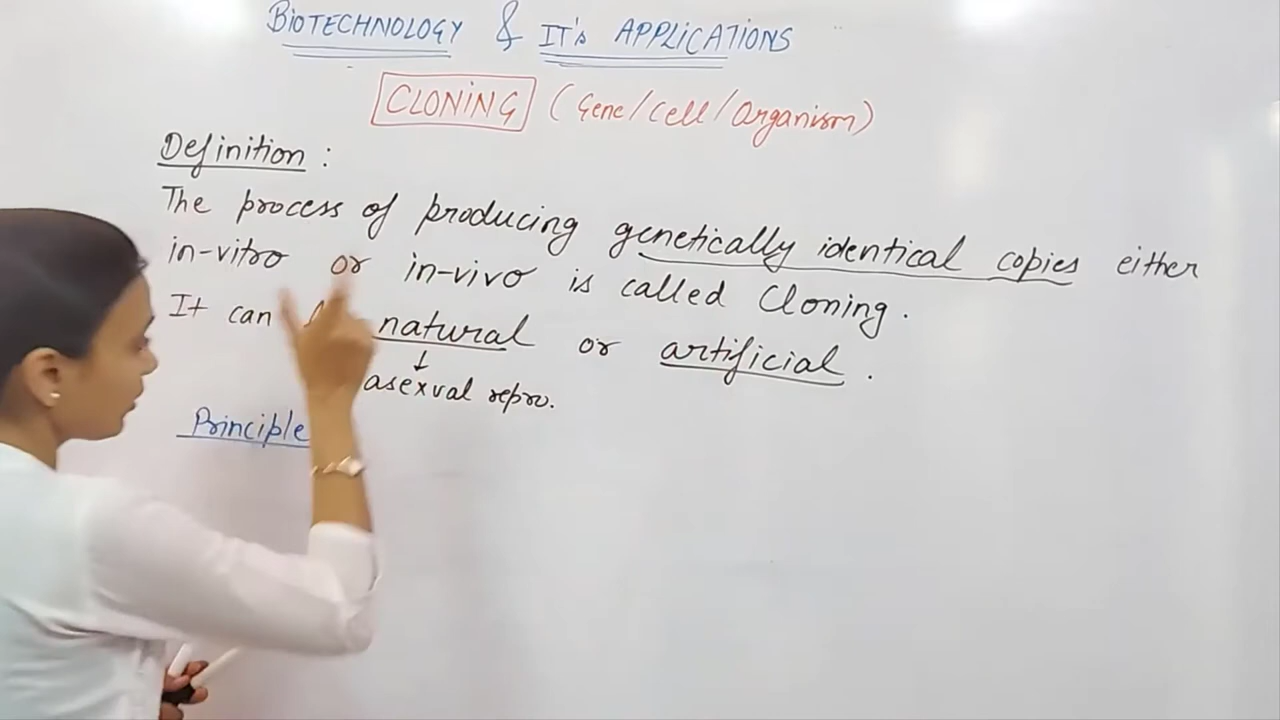 BIOTECHNOLOGY & IT's APPLICATIONS
CLONING (Gene/Cell/Organism)
Definition :
The process of producing genetically identical copies either
in-vitro or in-vivo is called Cloning.
It can natural or artificial.
↓
asexual repro.
Principle